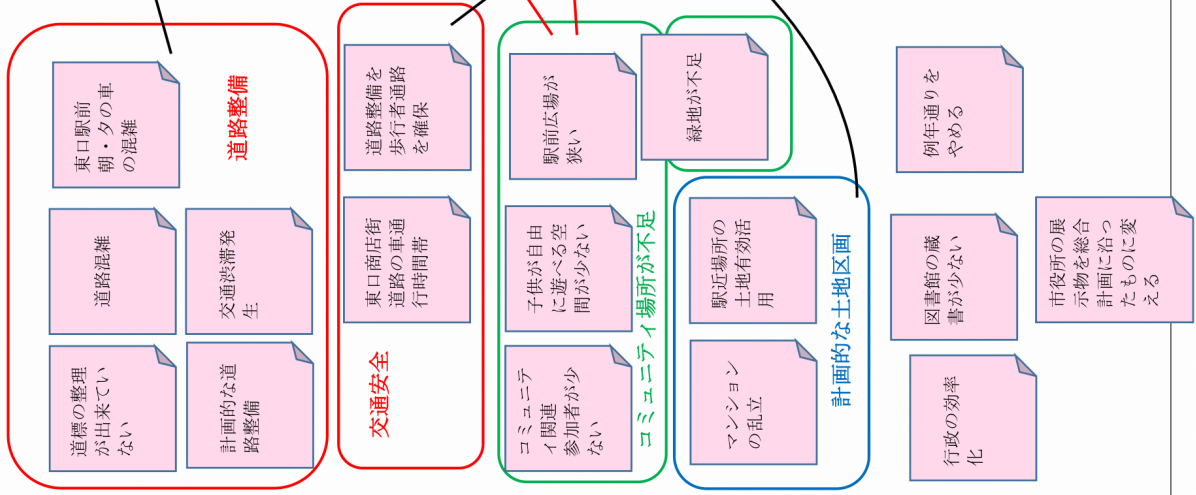 道路整備
東口駅前
朝・夕の車
の混雑
道路混雑
交通渋滞発
生
道標の整理
が出来てい
ない
計画的な道
路整備
交通安全
道路整備を
歩行者通路
を確保
東口商店街
道路の車通
行時間帯
コミュニティ場所が不足
駅前広場が
狭い
子供が自由
に遊べる空
間が少ない
コミュニテ
ィ関連
参加者が少
ない
緑地が不足
計画的な土地区画
駅近場所の
土地有効活
用
マンション
の乱立
例年通りを
やめる
図書館の蔵
書が少ない
行政の効率
化
市役所の展
示物を総合
計画に沿っ
たものに変
える